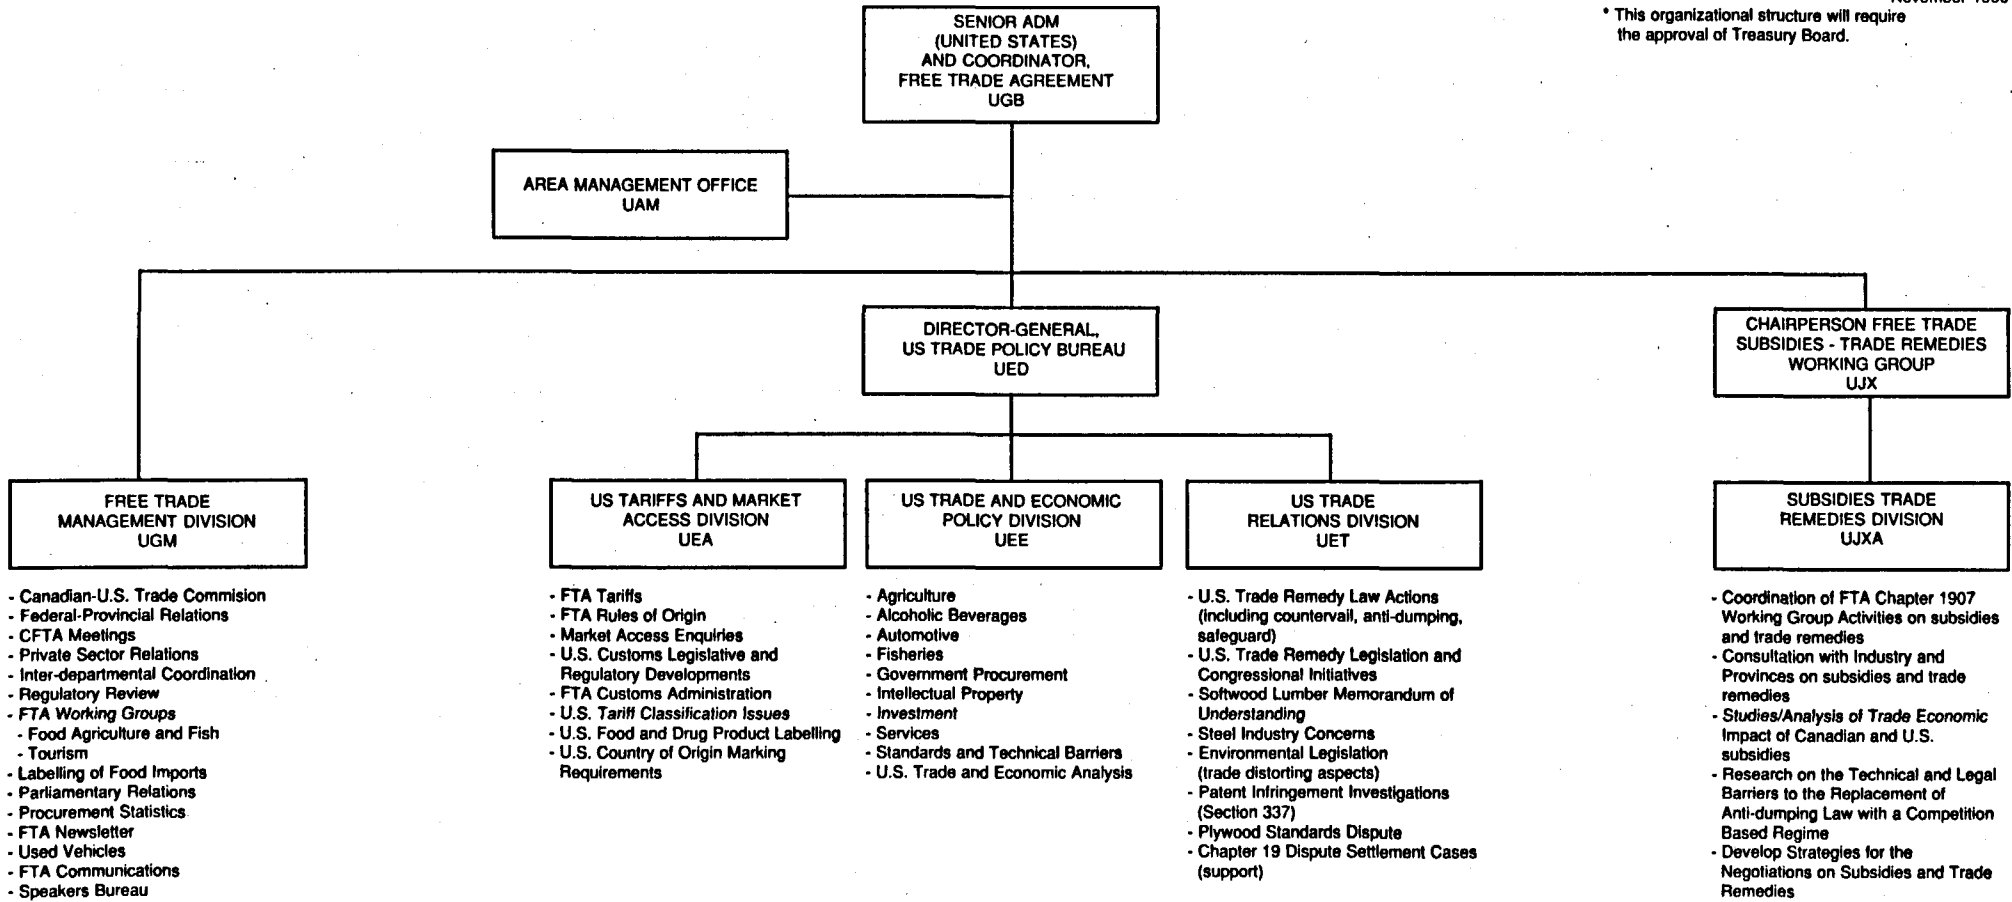 * This organizational structure will require
the approval of Treasury Board.
SENIOR ADM
(UNITED STATES)
AND COORDINATOR,
FREE TRADE AGREEMENT
UGB
AREA MANAGEMENT OFFICE
UAM
DIRECTOR-GENERAL,
US TRADE POLICY BUREAU
UED
CHAIRPERSON FREE TRADE
SUBSIDIES - TRADE REMEDIES
WORKING GROUP
UJX
FREE TRADE
MANAGEMENT DIVISION
UGM
- Canadian-U.S. Trade Commision
- Federal-Provincial Relations
- CFTA Meetings
- Private Sector Relations
- Inter-departmental Coordination
- Regulatory Review
- FTA Working Groups
- Food Agriculture and Fish
- Tourism
- Labelling of Food Imports
- Parliamentary Relations
- Procurement Statistics
- FTA Newsletter
- Used Vehicles
- FTA Communications
- Speakers Bureau
US TARIFFS AND MARKET
ACCESS DIVISION
UEA
- FTA Tariffs
- FTA Rules of Origin
- Market Access Enquiries
- U.S. Customs Legislative and
Regulatory Developments
- FTA Customs Administration
- U.S. Tariff Classification Issues
- U.S. Food and Drug Product Labelling
- U.S. Country of Origin Marking
Requirements
US TRADE AND ECONOMIC
POLICY DIVISION
UEE
- Agriculture
- Alcoholic Beverages
- Automotive
- Fisheries
- Government Procurement
- Intellectual Property
- Investment
- Services
- Standards and Technical Barriers
- U.S. Trade and Economic Analysis
US TRADE
RELATIONS DIVISION
UET
- U.S. Trade Remedy Law Actions
(including countervail, anti-dumping,
safeguard)
- U.S. Trade Remedy Legislation and
Congressional Initiatives
- Softwood Lumber Memorandum of
Understanding
- Steel Industry Concerns
- Environmental Legislation
(trade distorting aspects)
- Patent Infringement Investigations
(Section 337)
- Plywood Standards Dispute
- Chapter 19 Dispute Settlement Cases
(support)
SUBSIDIES TRADE
REMEDIES DIVISION
UJXA
- Coordination of FTA Chapter 1907
Working Group Activities on subsidies
and trade remedies
- Consultation with Industry and
Provinces on subsidies and trade
remedies
- Studies/Analysis of Trade Economic
Impact of Canadian and U.S.
subsidies
- Research on the Technical and Legal
Barriers to the Replacement of
Anti-dumping Law with a Competition
Based Regime
- Develop Strategies for the
Negotiations on Subsidies and Trade
Remedies